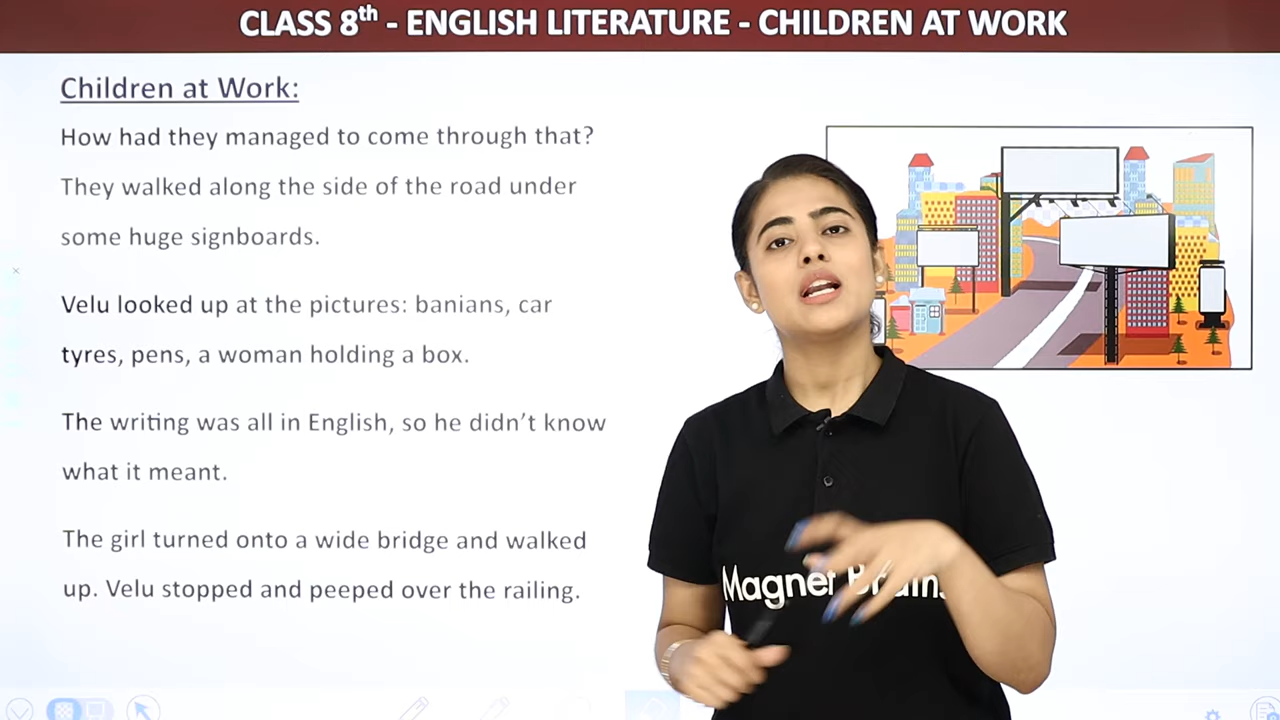 CLASS 8th - ENGLISH LITERATURE - CHILDREN AT WORK
Children at Work:
How had they managed to come through that?
They walked along the side of the road under
some huge signboards.
Velu looked up at the pictures: banians, car
tyres, pens, a woman holding a box.
The writing was all in English, so he didn’t know
what it meant.
The girl turned onto a wide bridge and walked
up. Velu stopped and peeped over the railing.
Magnet Brains